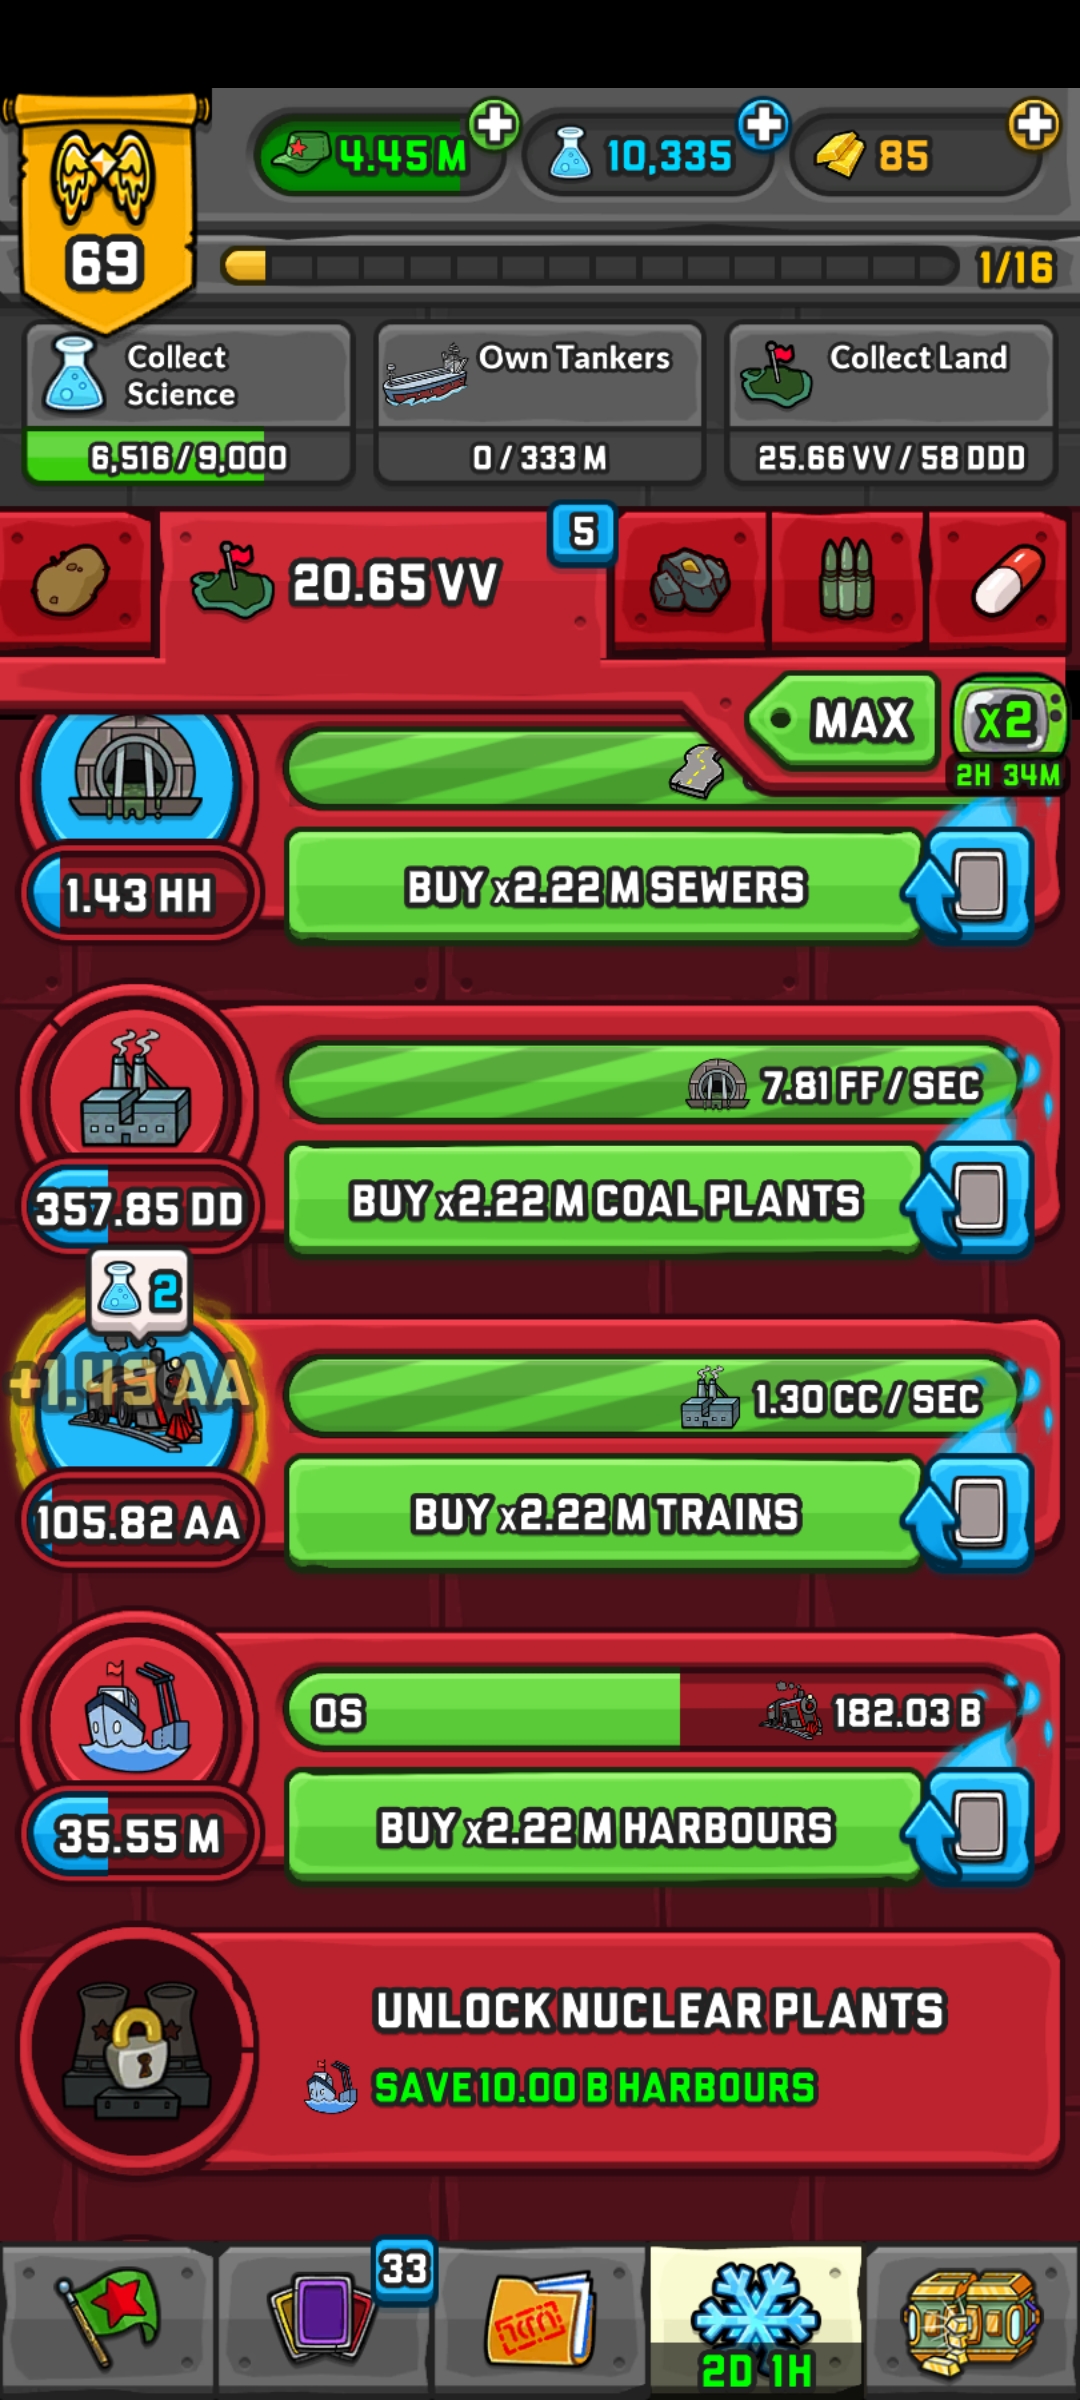 4.45 M
10,335
85
69
1/16
Collect Science
6,516/9,000
Own Tankers
0/333 M
Collect Land
25.66 VV/58 DDD
20.65 VV
5
MAX
x2
2H 34M
1.43 HH
BUY x2.22 M SEWERS
7.81 FF/SEC
357.85 DD
BUY x2.22 M COAL PLANTS
2
+1.49 AA
1.30 CC/SEC
105.82 AA
BUY x2.22 M TRAINS
0S
182.03 B
35.55 M
BUY x2.22 M HARBOURS
UNLOCK NUCLEAR PLANTS
SAVE 10.00 B HARBOURS
33
2D 1H